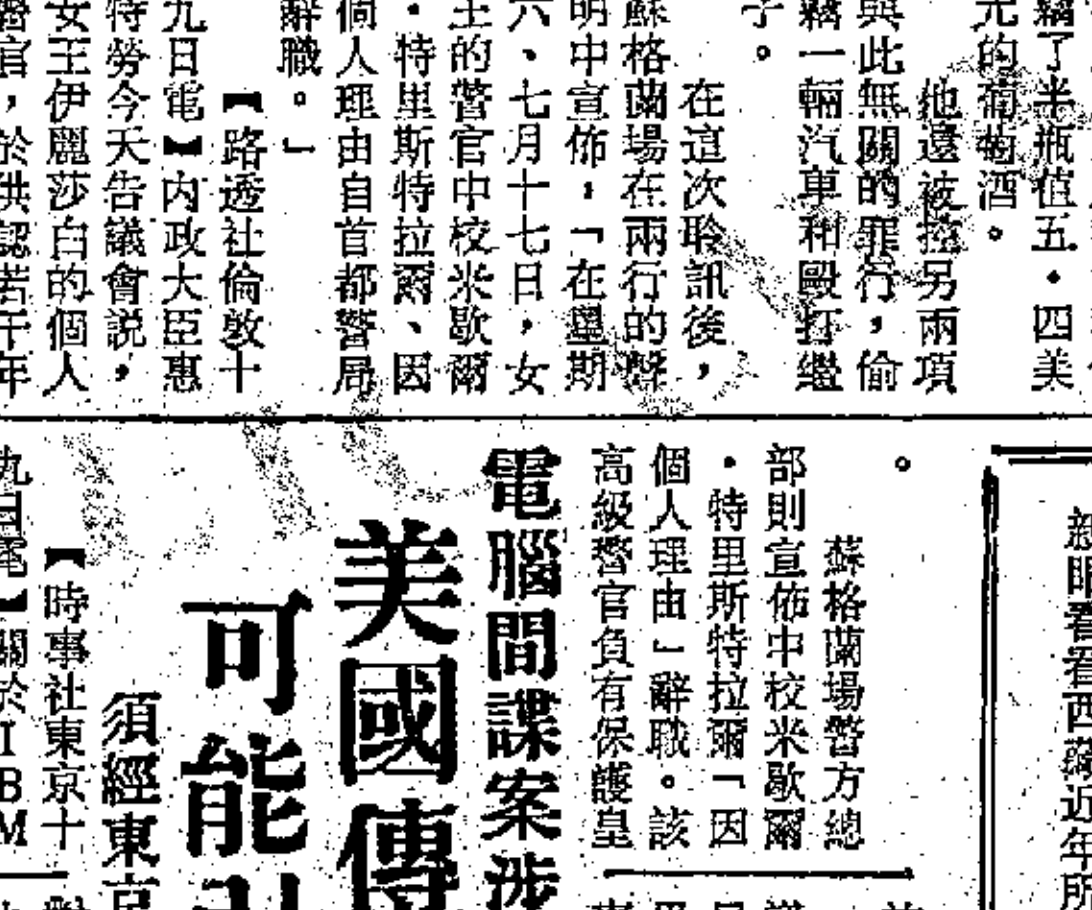 竊了半瓶值五・四美
元的葡萄酒。
他還被控另兩項
與此無關的罪行，偷
竊一輛汽車和毆打繼
子。
在這次聆訊後，
蘇格蘭場在兩行的聲
明中宣佈：「在星期
六、七月十七日，女
王的警官中校米歇爾
・特里斯特拉爾、因
個人理由自首都警局
辭職。」
【路透社倫敦十
九日電】內政大臣惠
特勞今天告議會說，
女王伊麗莎白的個人
警官，於供認若干年
親眼看看西藏近年所
。
蘇格蘭場警方總
部則宣佈中校米歇爾
・特里斯特拉爾「因
個人理由」辭職。該
高級警官負有保護皇
電腦間諜案涉
美國傳
可能
須經東京
【時事社東京十
九日電】關於IBM